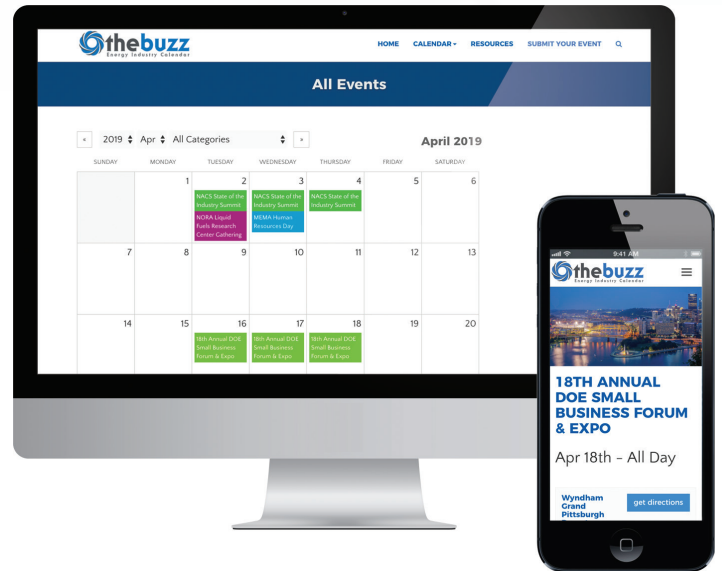 thebuzz
Energy Industry Calendar
HOME CALENDAR RESOURCES SUBMIT YOUR EVENT
All Events
« 2019 Apr All Categories »
April 2019
SUNDAY MONDAY TUESDAY WEDNESDAY THURSDAY FRIDAY SATURDAY
1 2 3 4 5 6
NACS State of the Industry Summit
NACS State of the Industry Summit
NACS State of the Industry Summit
NORA Liquid Fuels Research Center Gathering
MEMA Human Resources Day
7 8 9 10 11 12 13
14 15 16 17 18 19 20
18th Annual DOE Small Business Forum & Expo
18th Annual DOE Small Business Forum & Expo
18th Annual DOE Small Business Forum & Expo
9:41 AM
thebuzz
Energy Industry Calendar
18TH ANNUAL
DOE SMALL
BUSINESS FORUM
& EXPO
Apr 18th - All Day
Wyndham
Grand
Pittsburgh
get directions